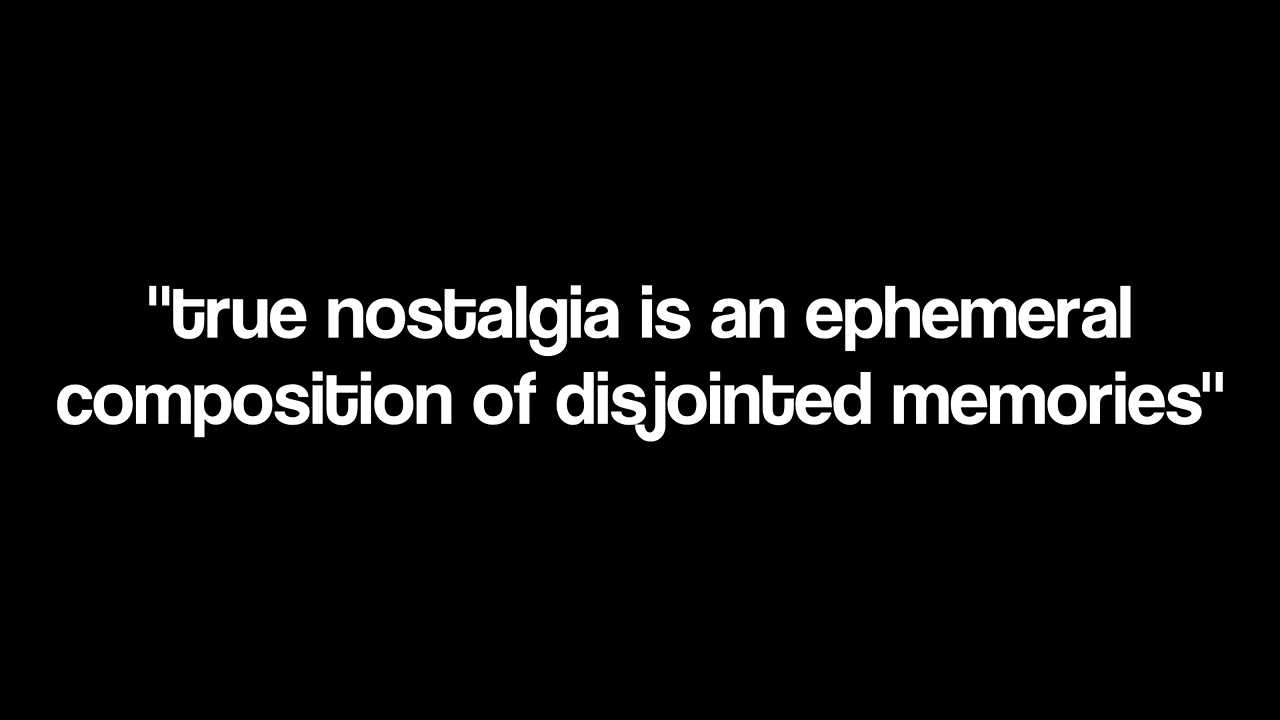 "true nostalgia is an ephemeral
composition of disjointed memories"